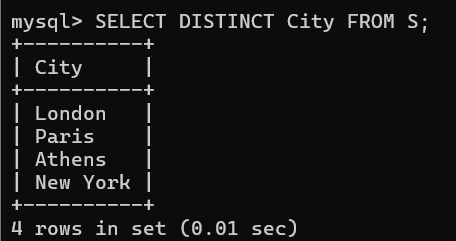 mysql> SELECT DISTINCT City FROM S;
+----------+
| City     |
+----------+
| London   |
| Paris    |
| Athens   |
| New York |
+----------+
4 rows in set (0.01 sec)